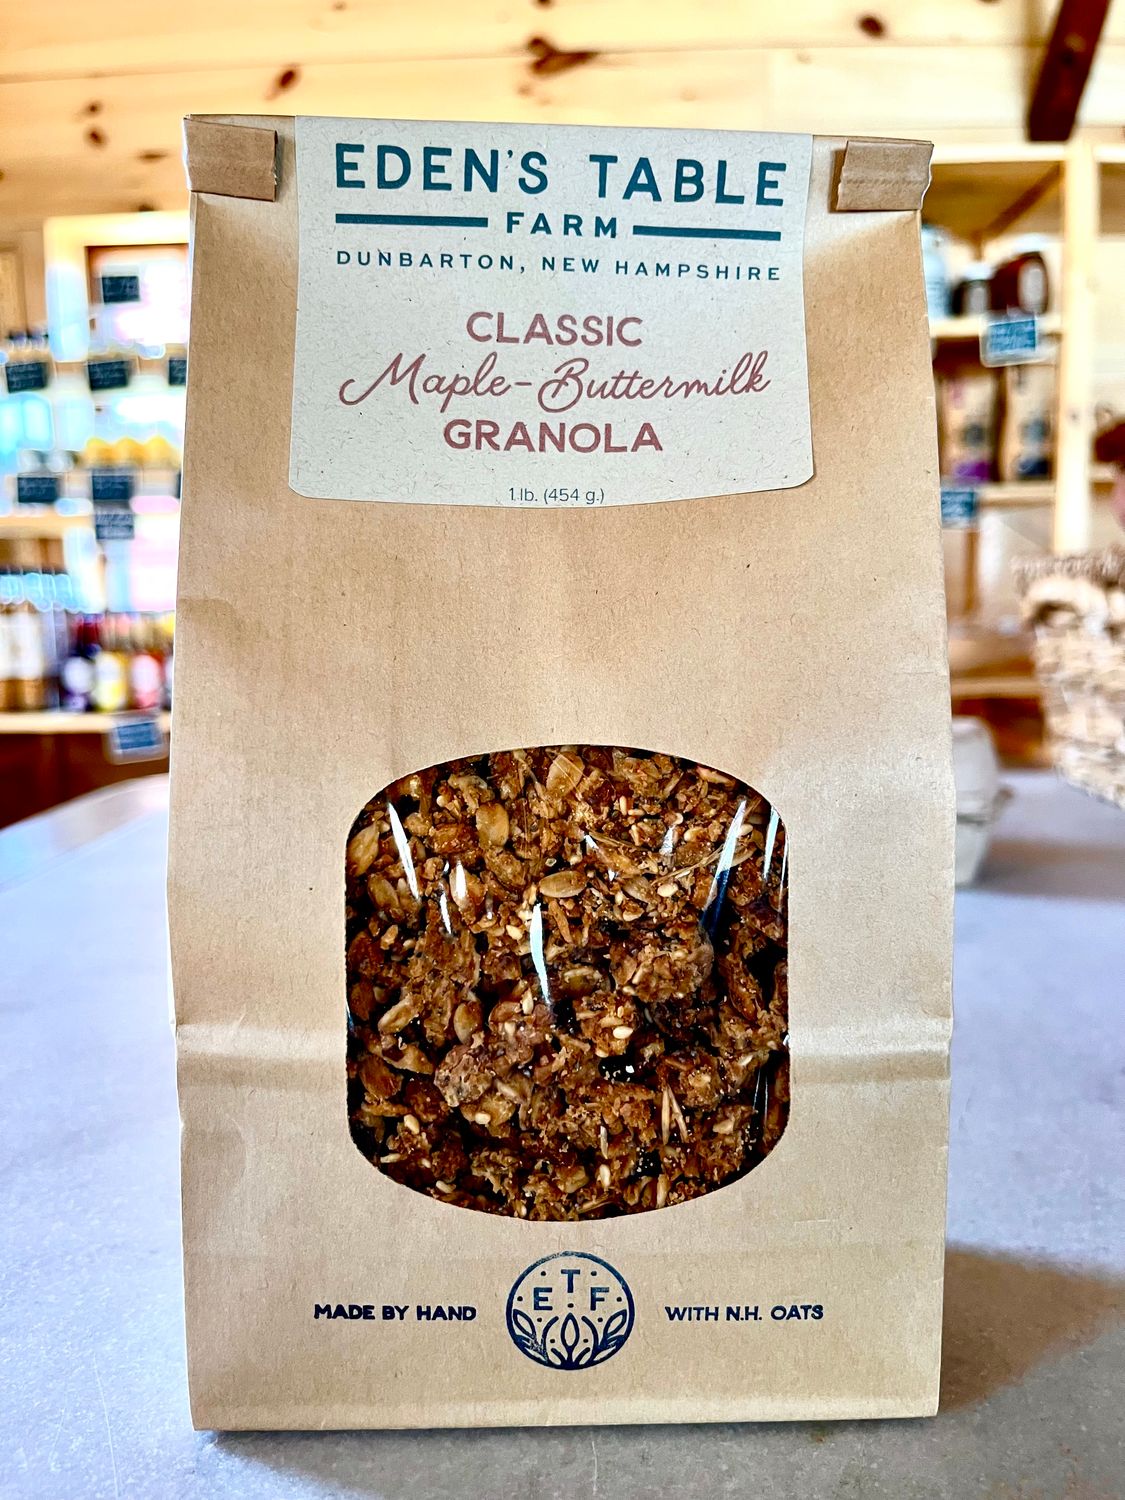 EDEN'S TABLE
FARM
DUNBARTON, NEW HAMPSHIRE
CLASSIC
Maple-Buttermilk
GRANOLA
1 lb. (454 g.)
MADE BY HAND
E T F
WITH N.H. OATS